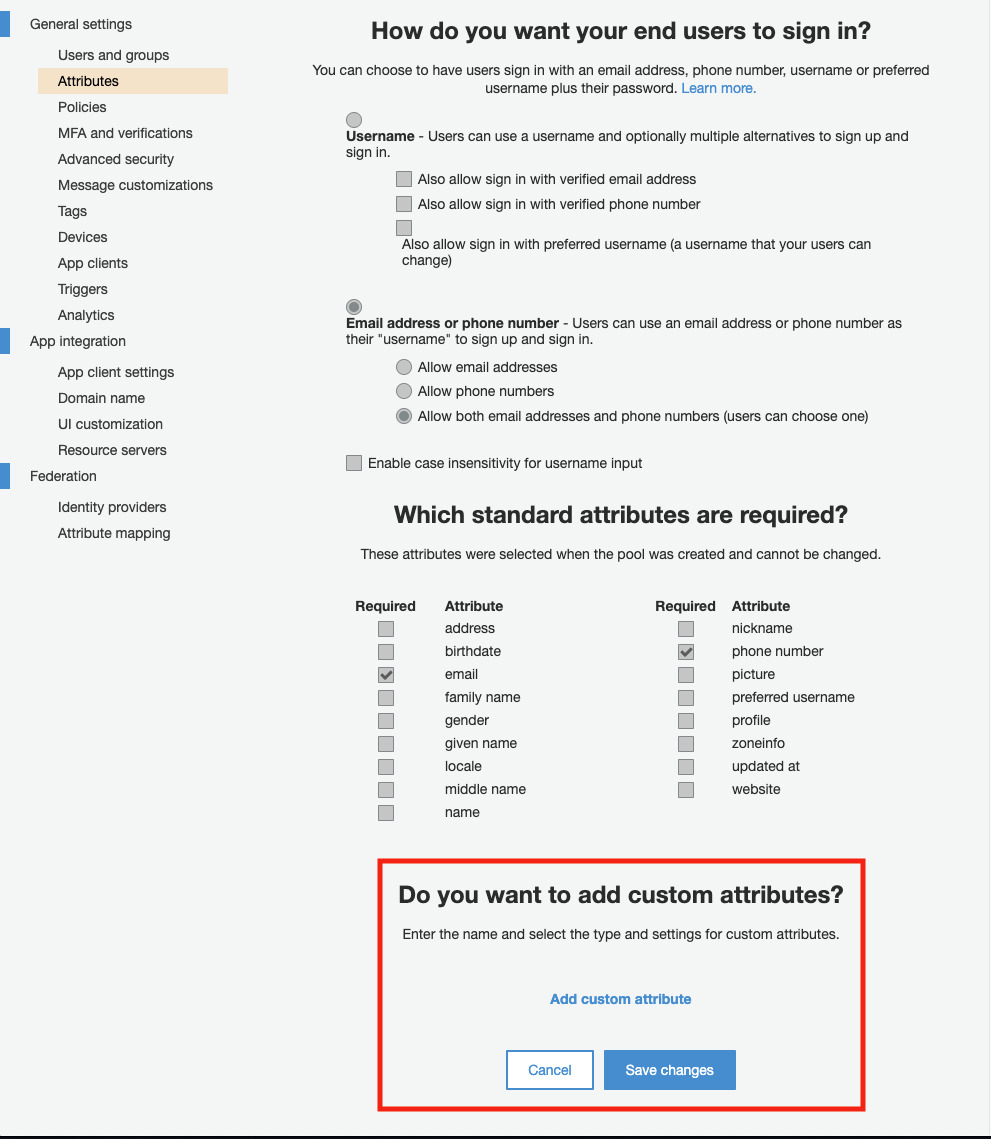 General settings
Users and groups
Attributes
Policies
MFA and verifications
Advanced security
Message customizations
Tags
Devices
App clients
Triggers
Analytics
App integration
App client settings
Domain name
UI customization
Resource servers
Federation
Identity providers
Attribute mapping
How do you want your end users to sign in?
You can choose to have users sign in with an email address, phone number, username or preferred
username plus their password. Learn more.
Username - Users can use a username and optionally multiple alternatives to sign up and
sign in.
Also allow sign in with verified email address
Also allow sign in with verified phone number
Also allow sign in with preferred username (a username that your users can
change)
Email address or phone number - Users can use an email address or phone number as
their "username" to sign up and sign in.
Allow email addresses
Allow phone numbers
Allow both email addresses and phone numbers (users can choose one)
Enable case insensitivity for username input
Which standard attributes are required?
These attributes were selected when the pool was created and cannot be changed.
Required Attribute Required Attribute
address nickname
birthdate phone number
email picture
family name preferred username
gender profile
given name zoneinfo
locale updated at
middle name website
name
Do you want to add custom attributes?
Enter the name and select the type and settings for custom attributes.
Add custom attribute
Cancel Save changes